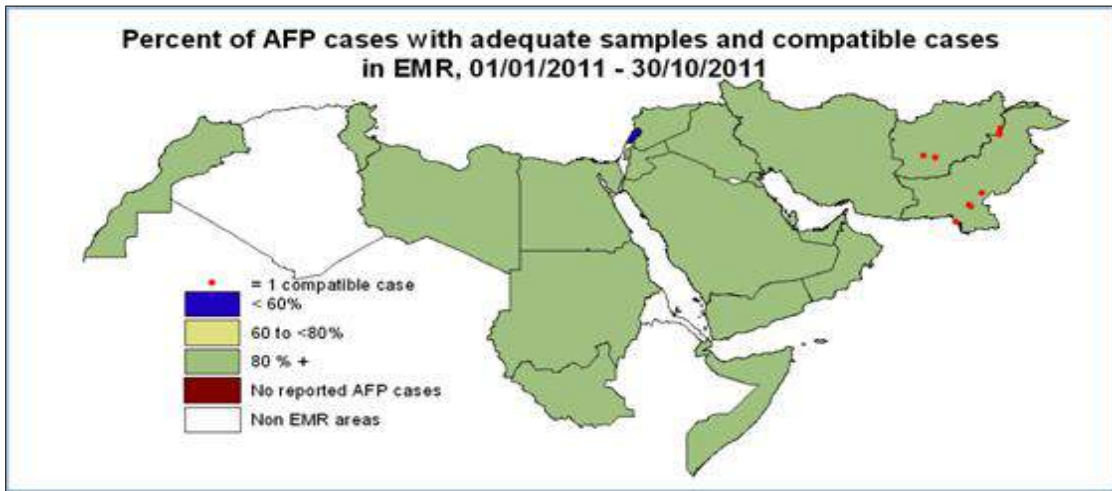 Percent of AFP cases with adequate samples and compatible cases
in EMR, 01/01/2011 - 30/10/2011
= 1 compatible case
< 60%
60 to <80%
80 % +
No reported AFP cases
Non EMR areas